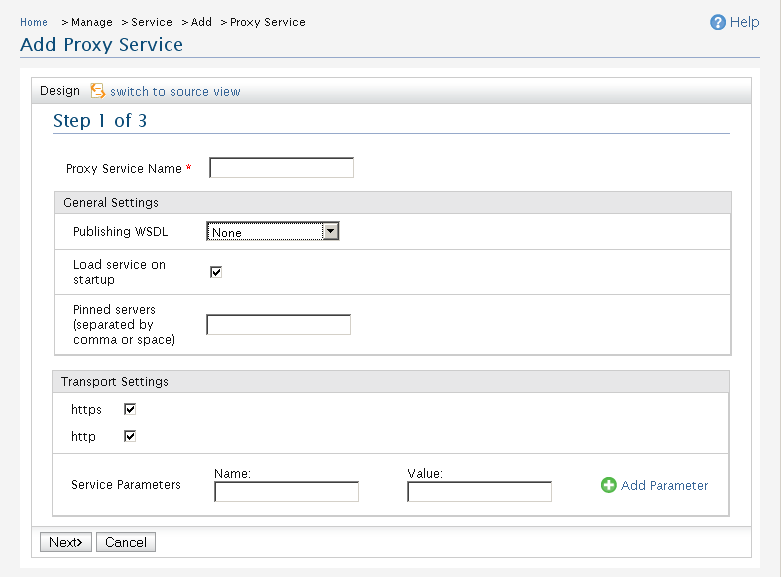 Home > Manage > Service > Add > Proxy Service
Help
Add Proxy Service
Design switch to source view
Step 1 of 3
Proxy Service Name *
General Settings
Publishing WSDL None
Load service on
startup
Pinned servers
(separated by
comma or space)
Transport Settings
https
http
Name: Value:
Service Parameters Add Parameter
Next> Cancel